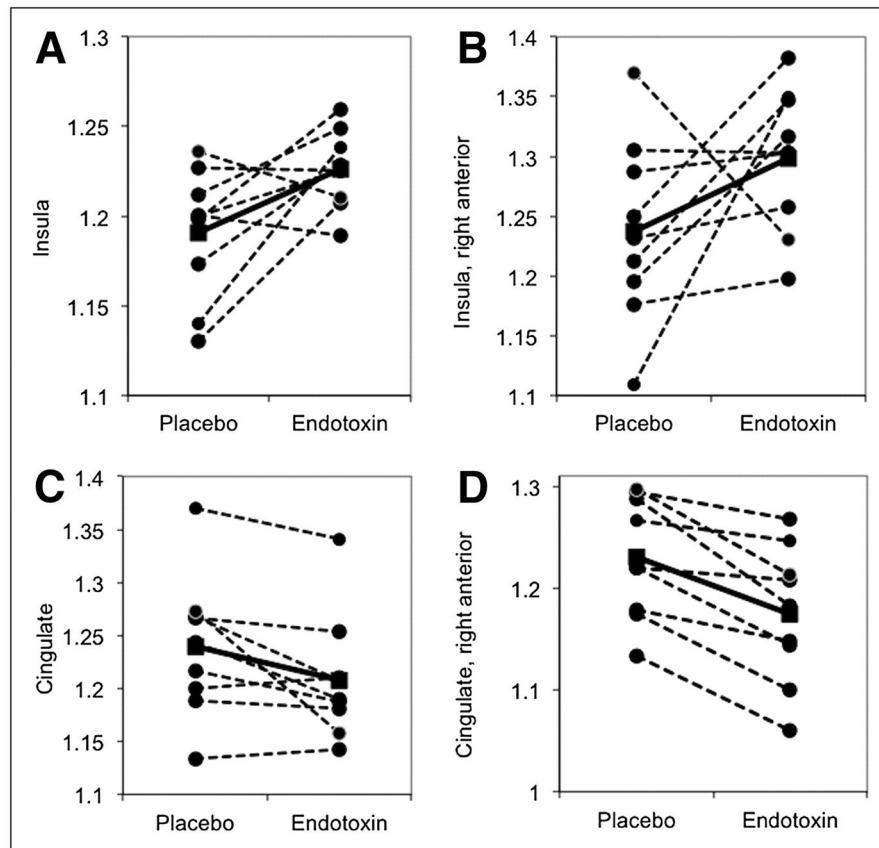 A
Insula
1.3
1.25
1.2
1.15
1.1
Placebo Endotoxin
B
Insula, right anterior
1.4
1.35
1.3
1.25
1.2
1.15
1.1
Placebo Endotoxin
C
Cingulate
1.4
1.35
1.3
1.25
1.2
1.15
1.1
Placebo Endotoxin
D
Cingulate, right anterior
1.3
1.2
1.1
1
Placebo Endotoxin